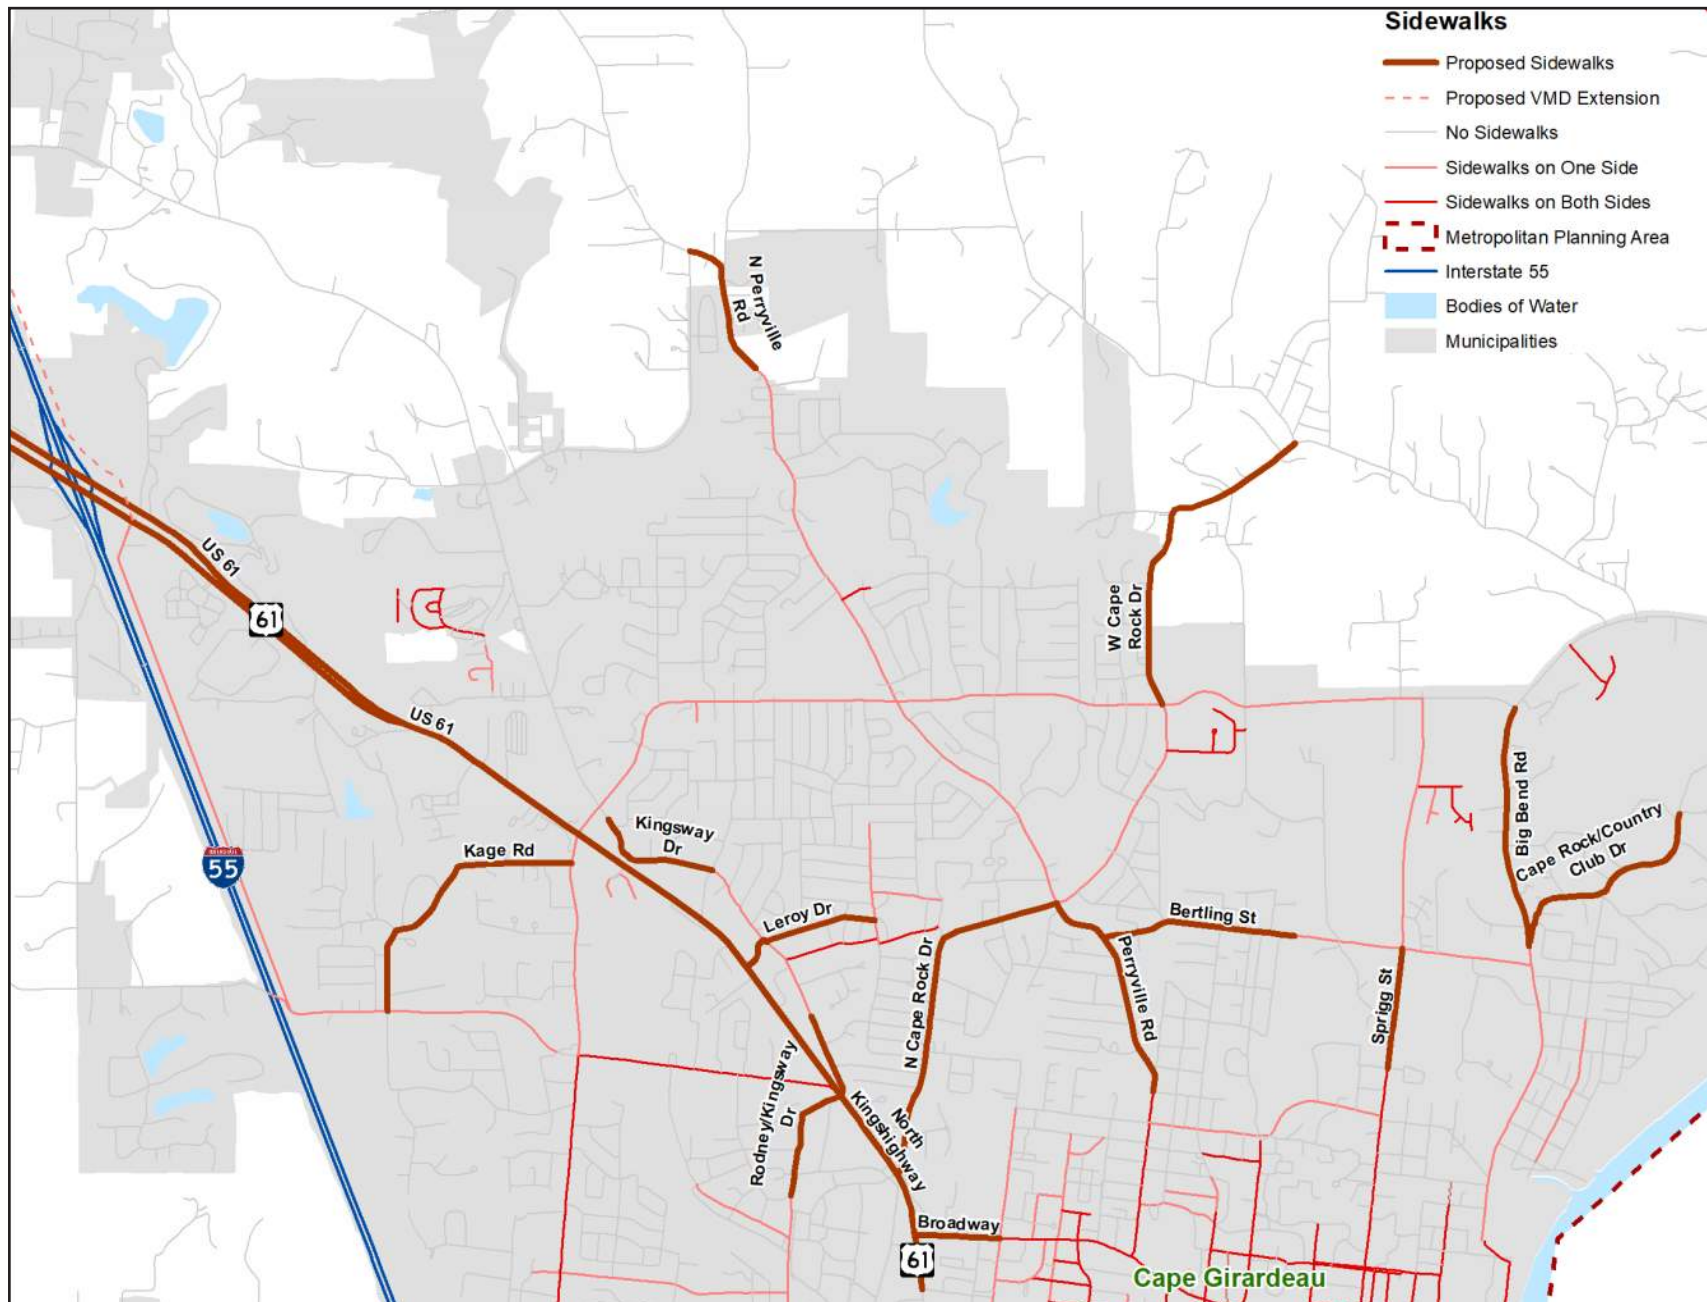 Sidewalks
Proposed Sidewalks
Proposed VMD Extension
No Sidewalks
Sidewalks on One Side
Sidewalks on Both Sides
Metropolitan Planning Area
Interstate 55
Bodies of Water
Municipalities
N Perryville
Rd
US 61
61
W Cape
Rock Dr
US 61
Kingsway
Dr
Kage Rd
55
Big Bend Rd
Cape Rock/Country
Club Dr
Leroy Dr
Bertling St
N Cape Rock Dr
Perryville Rd
Sprigg St
Rodney/Kingsway
Dr
North
Kingshighway
Broadway
61
Cape Girardeau